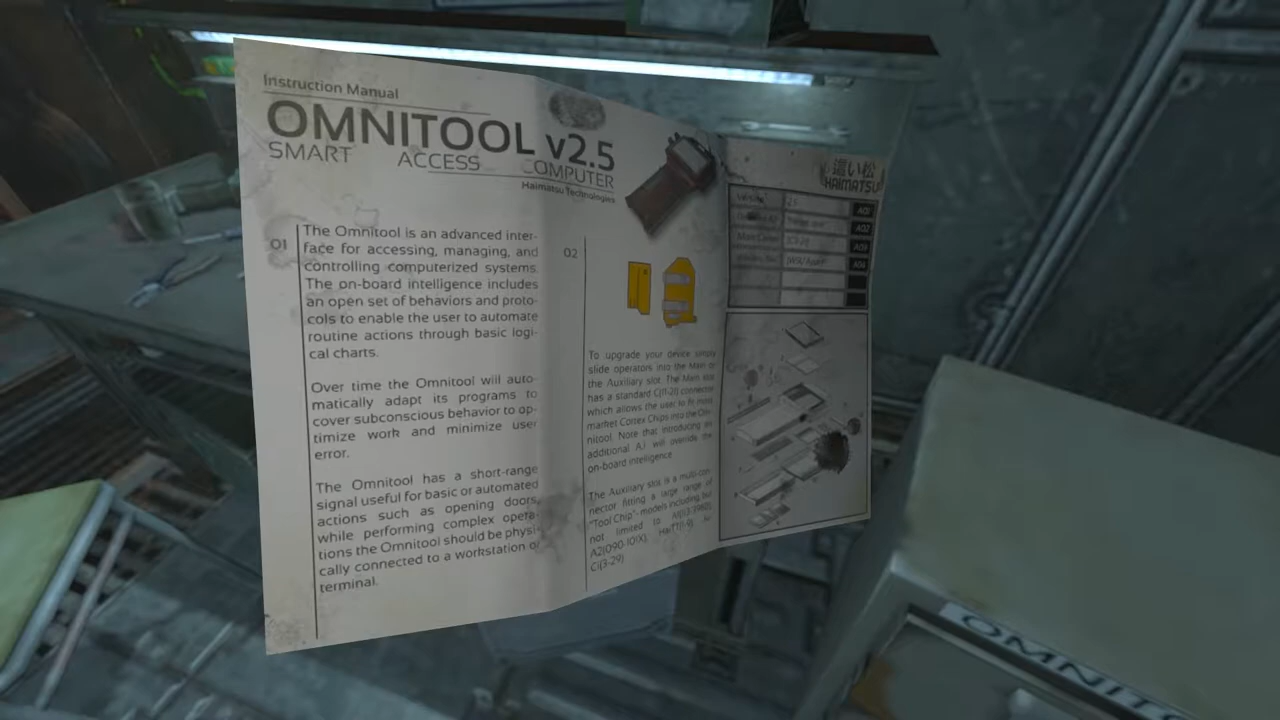 Instruction Manual
OMNITOOL v2.5
SMART ACCESS COMPUTER
Haimatsu Technologies
01
The Omnitool is an advanced inter-
face for accessing, managing, and
controlling computerized systems.
The on-board intelligence includes
an open set of behaviors and proto-
cols to enable the user to automate
routine actions through basic logi-
cal charts.
Over time the Omnitool will auto-
matically adapt its programs to
cover subconscious behavior to op-
timize work and minimize user
error.
The Omnitool has a short-range
signal useful for basic or automated
actions such as opening doors,
while performing complex opera-
tions the Omnitool should be physi-
cally connected to a workstation or
terminal.
02
To upgrade your device simply
slide operators into the Main or
the Auxiliary slot. The Main slot
has a standard C(11-21) connector
which allows the user to fit most
market Cortex Chips into the Om-
nitool. Note that introducing an
additional A.I will override the
on-board intelligence.
The Auxiliary slot is a multi-con-
nector fitting a large range of
"Tool Chip"- models including but
not limited to
HAIMATSU
Version 2.1
A01
A02
A03
A04
OMNITO